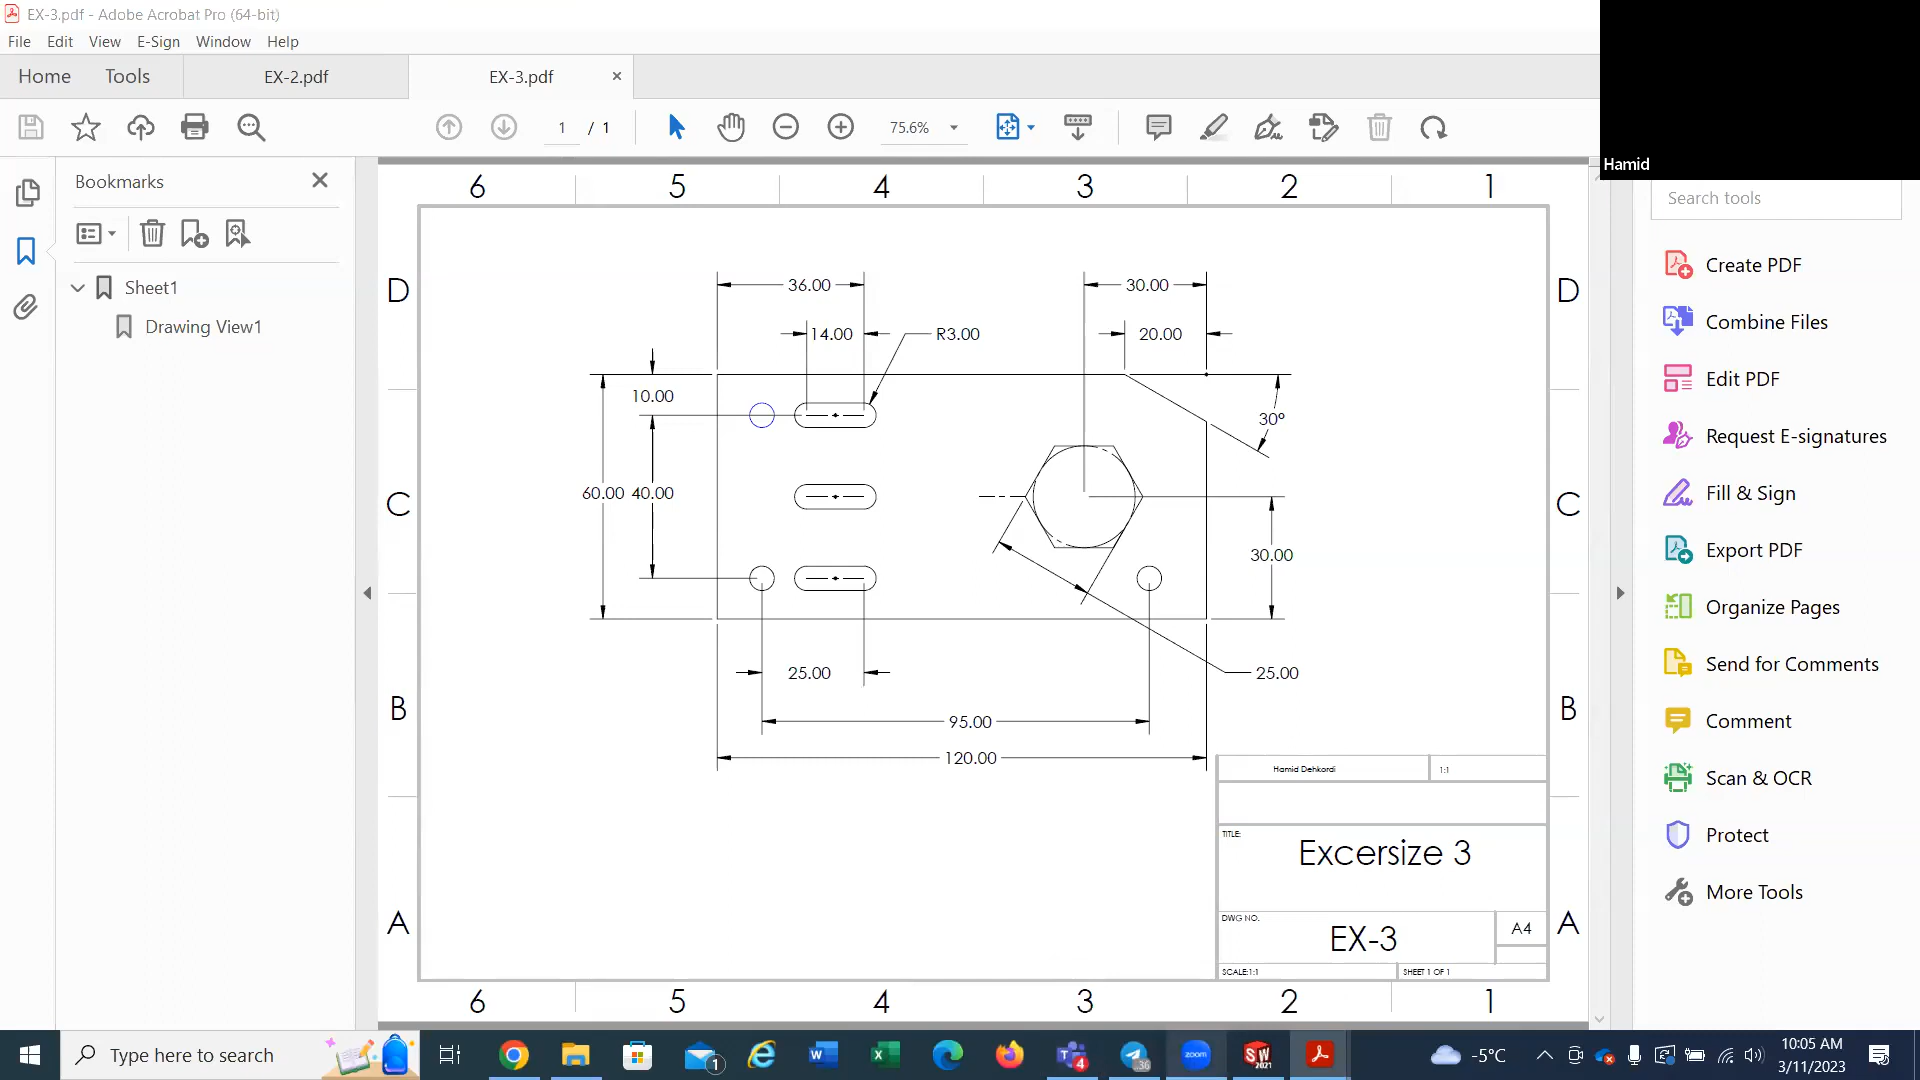 EX-3.pdf - Adobe Acrobat Pro (64-bit)
File Edit View E-Sign Window Help
Home Tools EX-2.pdf EX-3.pdf
1 / 1 75.6%
Hamid
Bookmarks
Sheet1
Drawing View1
Search tools
Create PDF
Combine Files
Edit PDF
Request E-signatures
Fill & Sign
Export PDF
Organize Pages
Send for Comments
Comment
Scan & OCR
Protect
More Tools
6 5 4 3 2 1
D D
36.00 30.00
14.00 R3.00 20.00
10.00
30°
60.00 40.00
C C
30.00
25.00 25.00
B B
95.00
120.00
Hamid Dehkordi 1:1
TITLE:
Excersize 3
A A
DWG NO.
EX-3 A4
SCALE:1:1 SHEET 1 OF 1
6 5 4 3 2 1
Type here to search
1
SW
2021
zoom
4
36
-5°C
10:05 AM
3/11/2023